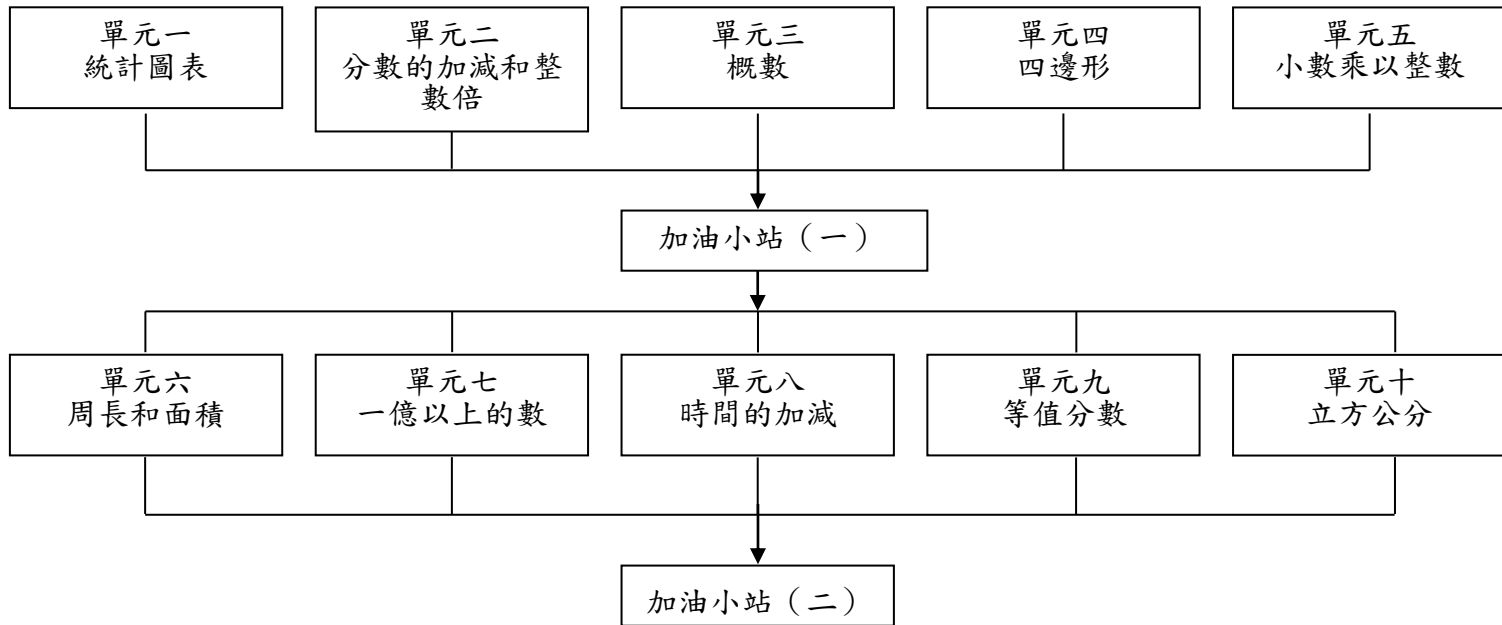 單元一
統計圖表
單元二
分數的加減和整
數倍
單元三
概數
單元四
四邊形
單元五
小數乘以整數
加油小站（一）
單元六
周長和面積
單元七
一億以上的數
單元八
時間的加減
單元九
等值分數
單元十
立方公分
加油小站（二）